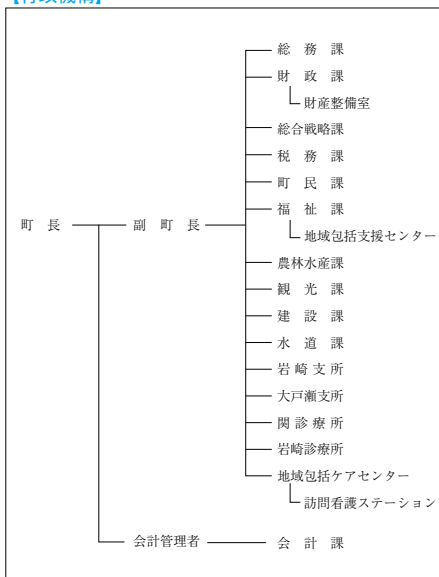 総務課
財政課
財産整備室
総合戦略課
税務課
町民課
福祉課
町長 副町長
地域包括支援センター
農林水産課
観光課
建設課
水道課
岩崎支所
大戸瀬支所
関診療所
岩崎診療所
地域包括ケアセンター
訪問看護ステーション
会計管理者 会計課